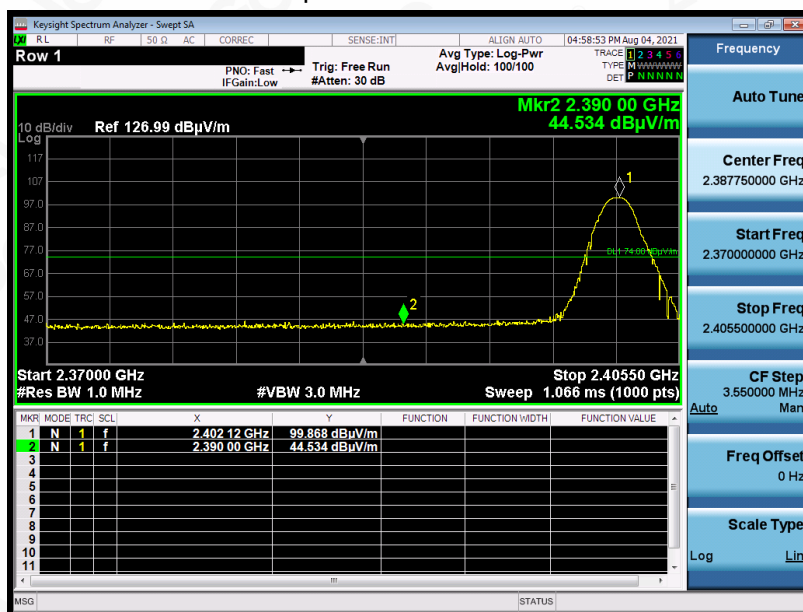 Keysight Spectrum Analyzer - Swept SA
LXI RL RF 50 Ω AC CORREC SENSE:INT ALIGN AUTO 04:58:53 PM Aug 04, 2021
Row 1
PNO: Fast
IFGain:Low
Trig: Free Run
#Atten: 30 dB
Avg Type: Log-Pwr
Avg|Hold: 100/100
TRACE 1 2 3 4 5 6
TYPE M WWWWW
DET P N N N N N
Mkr2 2.390 00 GHz
44.534 dBµV/m
10 dB/div Ref 126.99 dBµV/m
Log
117
107
97.0
87.0
77.0
67.0
57.0
47.0
37.0
1
DL1 74.00 dBµV/m
2
Start 2.37000 GHz Stop 2.40550 GHz
#Res BW 1.0 MHz #VBW 3.0 MHz Sweep 1.066 ms (1000 pts)
MKR MODE TRC SCL X Y FUNCTION FUNCTION WIDTH FUNCTION VALUE
1 N 1 f 2.402 12 GHz 99.868 dBµV/m
2 N 1 f 2.390 00 GHz 44.534 dBµV/m
3
4
5
6
7
8
9
10
11
MSG STATUS
Frequency
Auto Tune
Center Freq
2.387750000 GHz
Start Freq
2.370000000 GHz
Stop Freq
2.405500000 GHz
CF Step
3.550000 MHz
Auto Man
Freq Offset
0 Hz
Scale Type
Log Lin